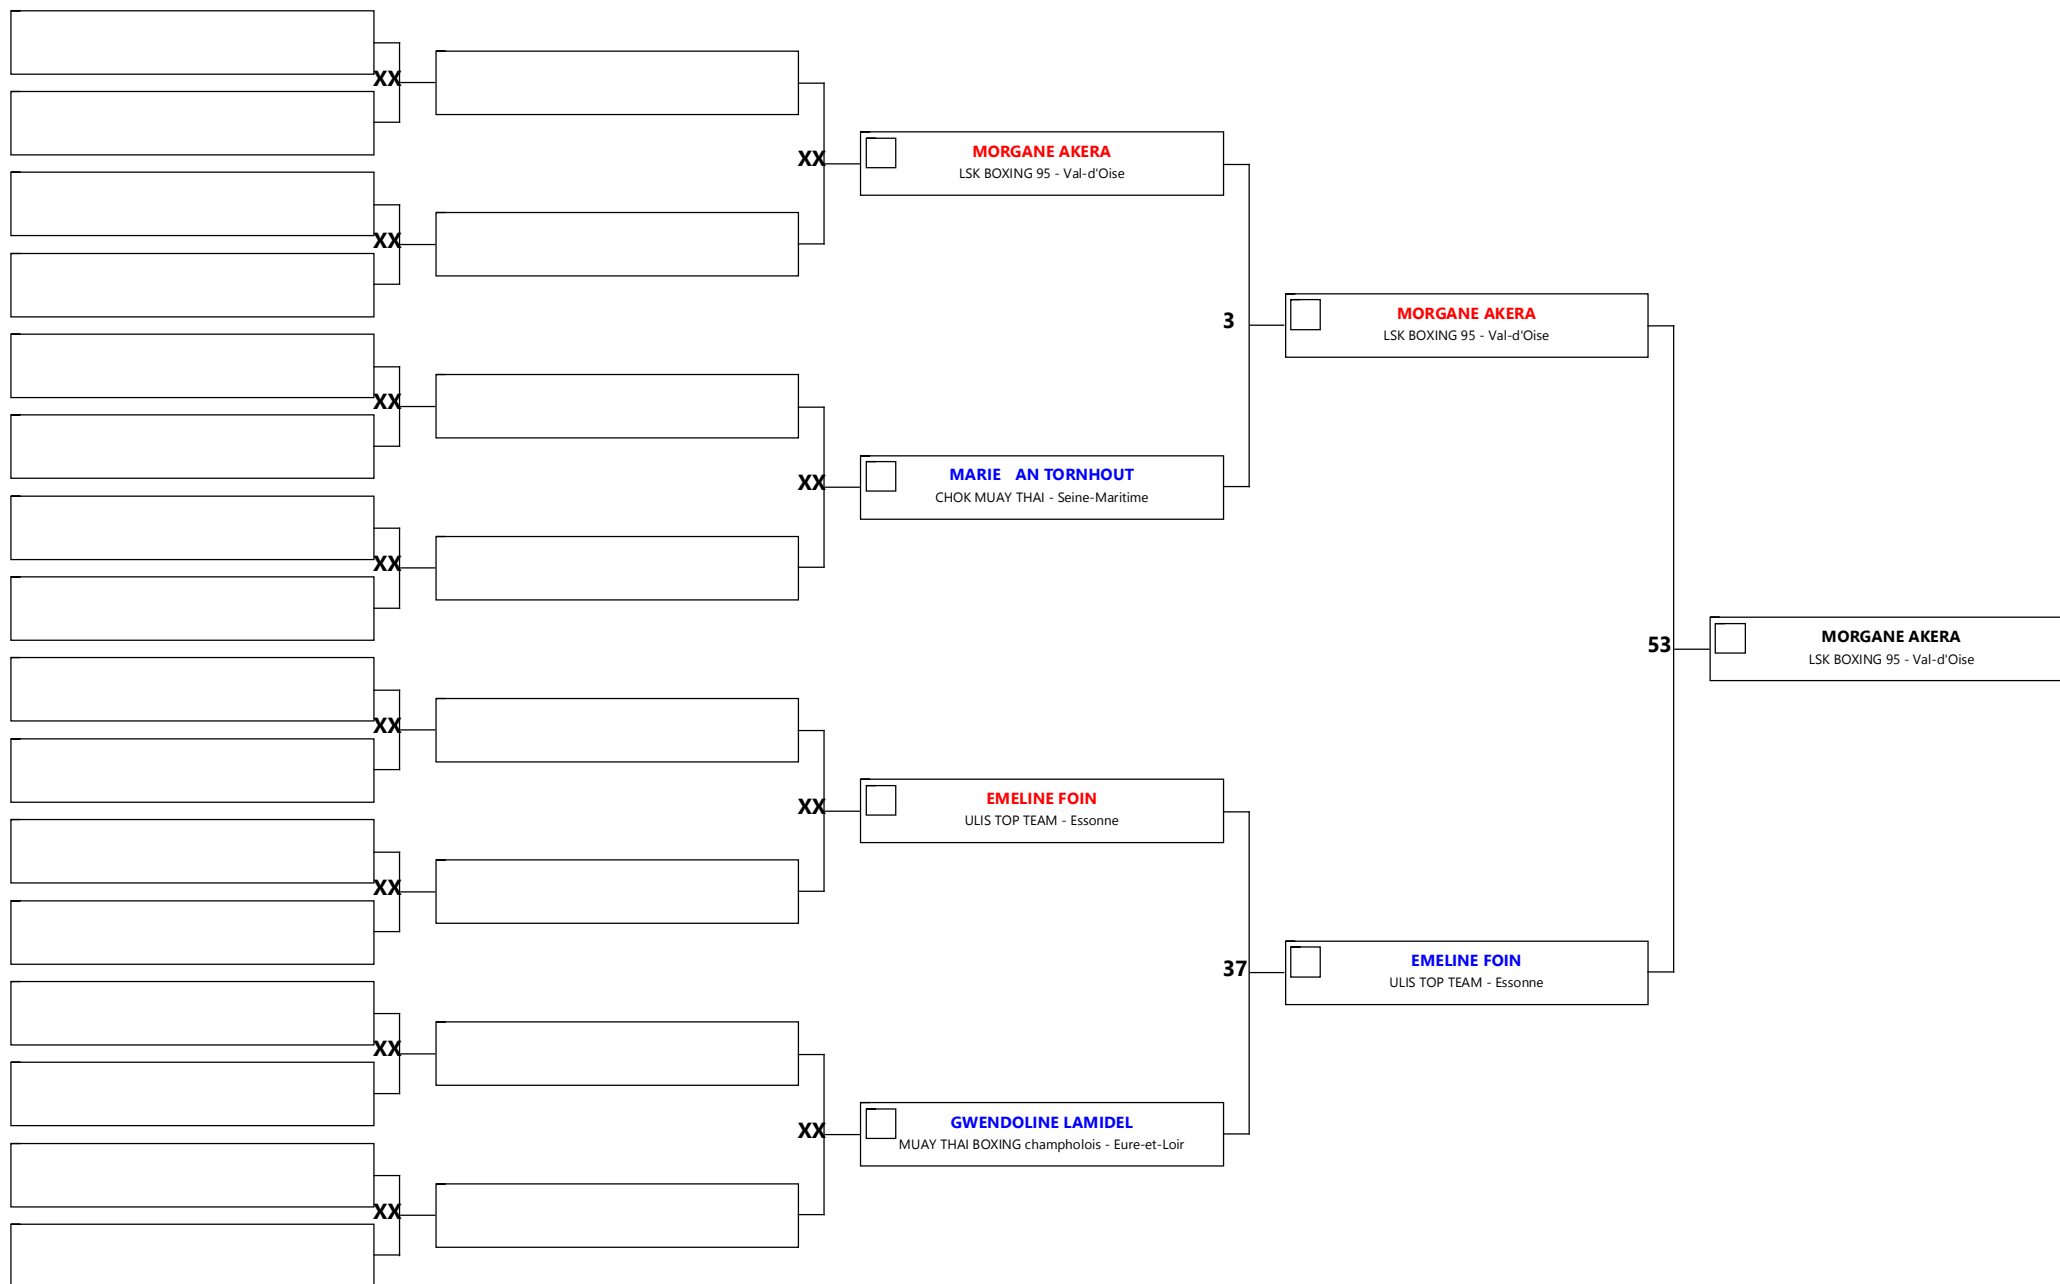 XX
XX
MORGANE AKERA
LSK BOXING 95 - Val-d'Oise
XX
MORGANE AKERA
LSK BOXING 95 - Val-d'Oise
3
XX
MARIE   AN TORNHOUT
CHOK MUAY THAI - Seine-Maritime
XX
XX
MORGANE AKERA
LSK BOXING 95 - Val-d'Oise
53
XX
EMELINE FOIN
ULIS TOP TEAM - Essonne
XX
XX
EMELINE FOIN
ULIS TOP TEAM - Essonne
37
XX
GWENDOLINE LAMIDEL
MUAY THAI BOXING champholois - Eure-et-Loir
XX
XX